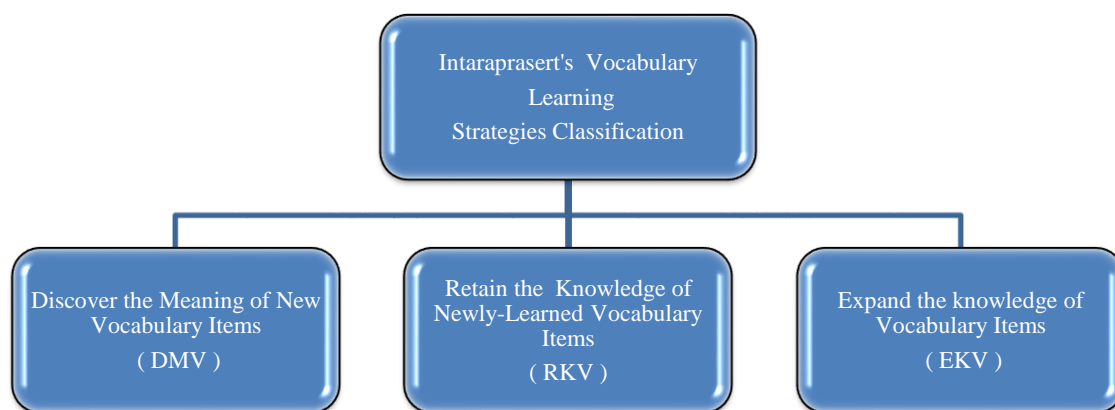 Intaraprasert's Vocabulary
Learning
Strategies Classification
Discover the Meaning of New
Vocabulary Items
( DMV )
Retain the Knowledge of
Newly-Learned Vocabulary
Items
( RKV )
Expand the knowledge of
Vocabulary Items
( EKV )